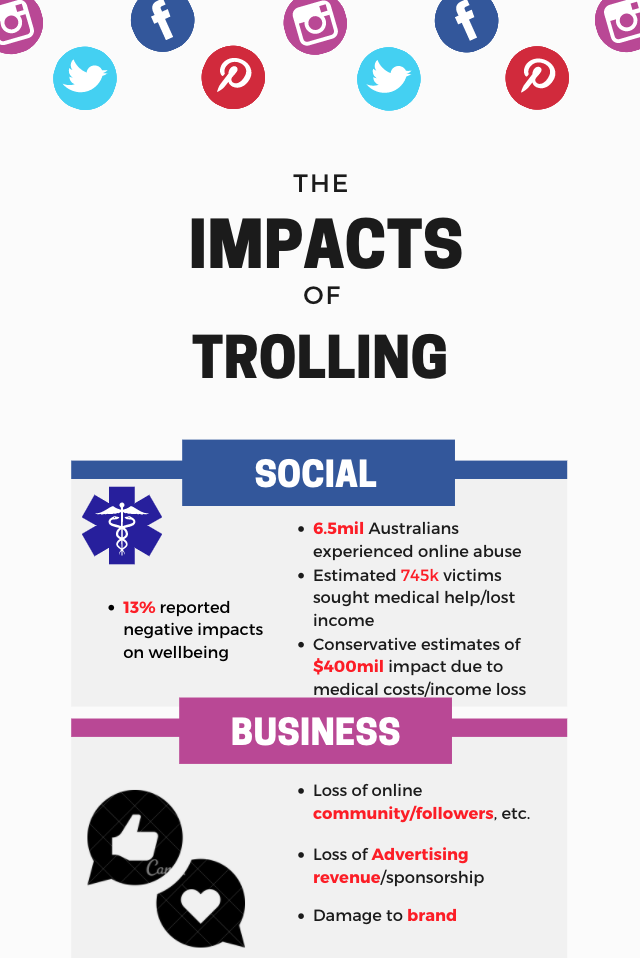 THE
IMPACTS
OF
TROLLING
SOCIAL
13% reported
negative impacts
on wellbeing
6.5mil Australians
experienced online abuse
Estimated 745k victims
sought medical help/lost
income
Conservative estimates of
$400mil impact due to
medical costs/income loss
BUSINESS
Loss of online
community/followers, etc.
Loss of Advertising
revenue/sponsorship
Damage to brand